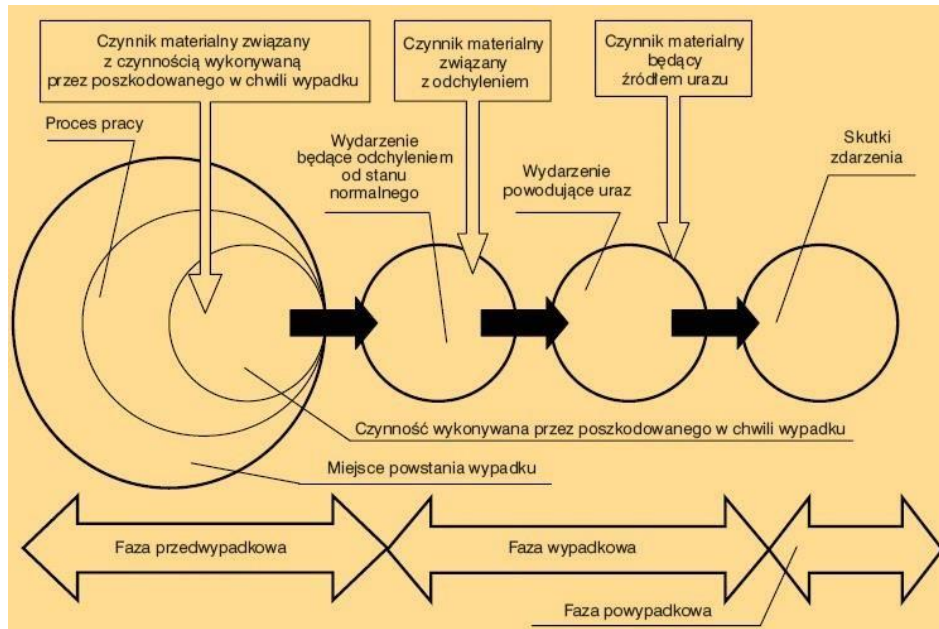 Czynnik materialny związany
z czynnością wykonywaną
przez poszkodowanego w chwili wypadku
Czynnik materialny
związany
z odchyleniem
Czynnik materialny
będący
źródłem urazu
Proces pracy
Wydarzenie
będące odchyleniem
od stanu
normalnego
Wydarzenie
powodujące uraz
Skutki
zdarzenia
Czynność wykonywana przez poszkodowanego w chwili wypadku
Miejsce powstania wypadku
Faza przedwypadkowa
Faza wypadkowa
Faza powypadkowa